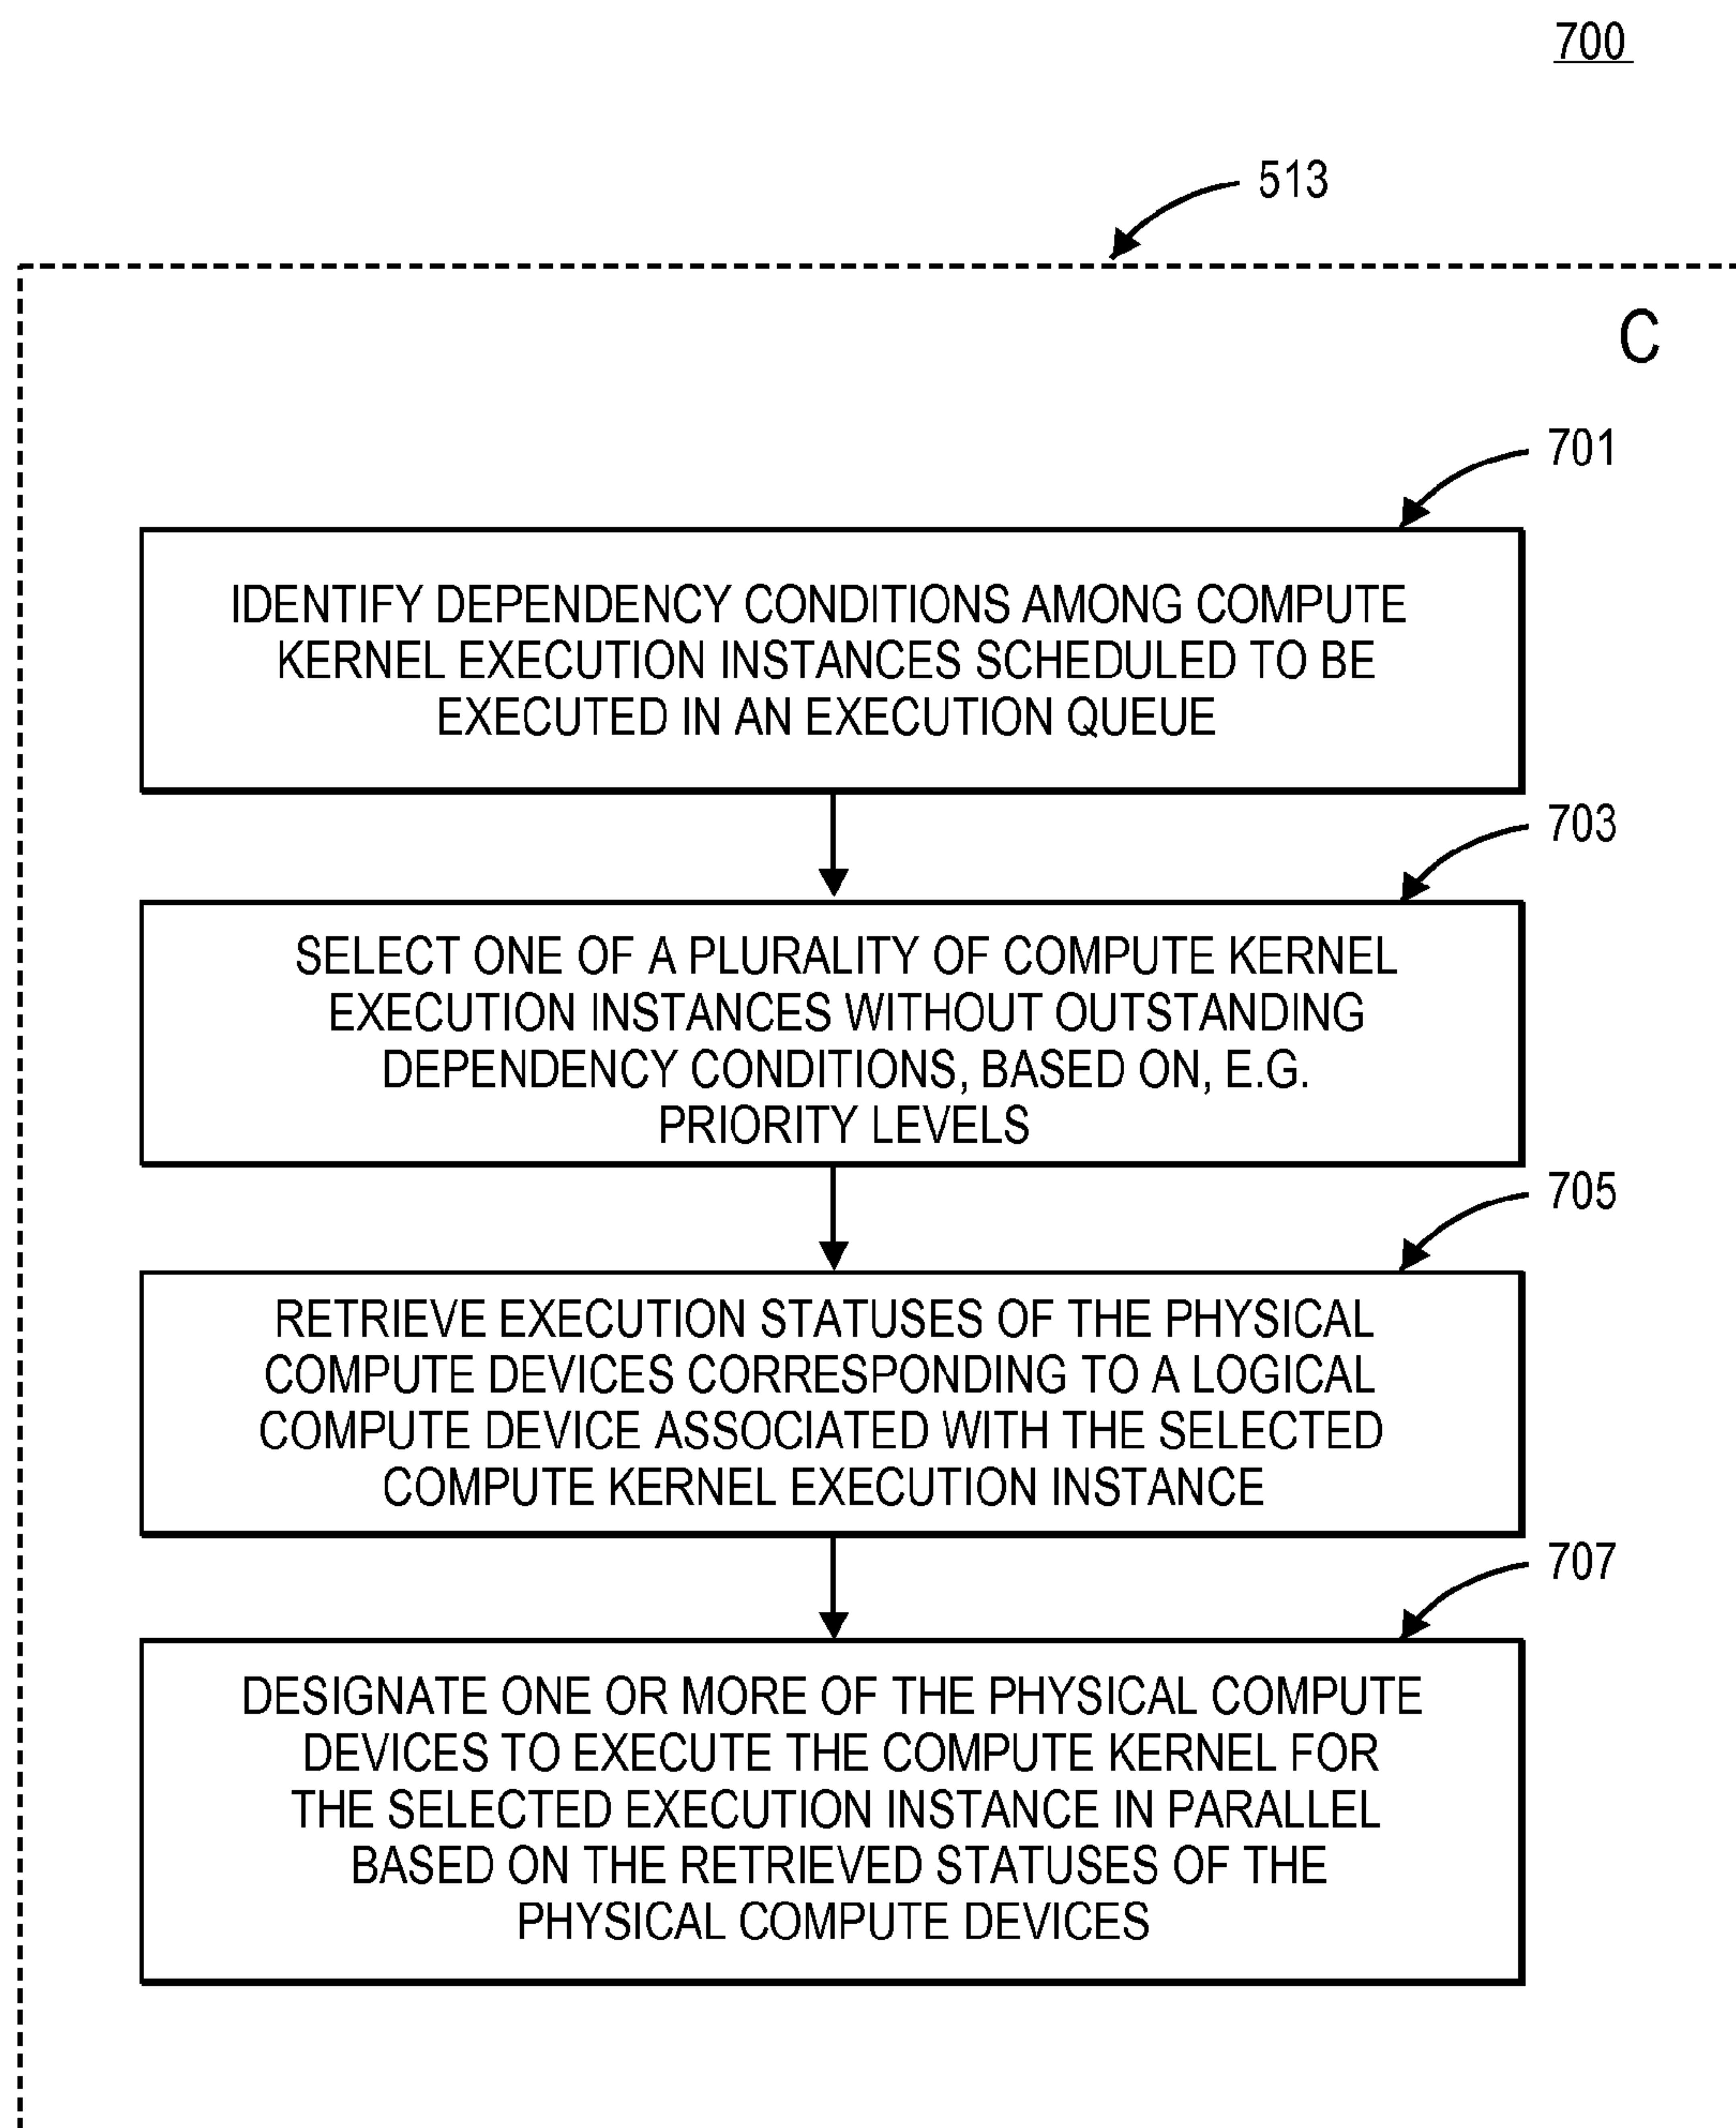 700
513
C
701
IDENTIFY DEPENDENCY CONDITIONS AMONG COMPUTE
KERNEL EXECUTION INSTANCES SCHEDULED TO BE
EXECUTED IN AN EXECUTION QUEUE
703
SELECT ONE OF A PLURALITY OF COMPUTE KERNEL
EXECUTION INSTANCES WITHOUT OUTSTANDING
DEPENDENCY CONDITIONS, BASED ON, E.G.
PRIORITY LEVELS
705
RETRIEVE EXECUTION STATUSES OF THE PHYSICAL
COMPUTE DEVICES CORRESPONDING TO A LOGICAL
COMPUTE DEVICE ASSOCIATED WITH THE SELECTED
COMPUTE KERNEL EXECUTION INSTANCE
707
DESIGNATE ONE OR MORE OF THE PHYSICAL COMPUTE
DEVICES TO EXECUTE THE COMPUTE KERNEL FOR
THE SELECTED EXECUTION INSTANCE IN PARALLEL
BASED ON THE RETRIEVED STATUSES OF THE
PHYSICAL COMPUTE DEVICES